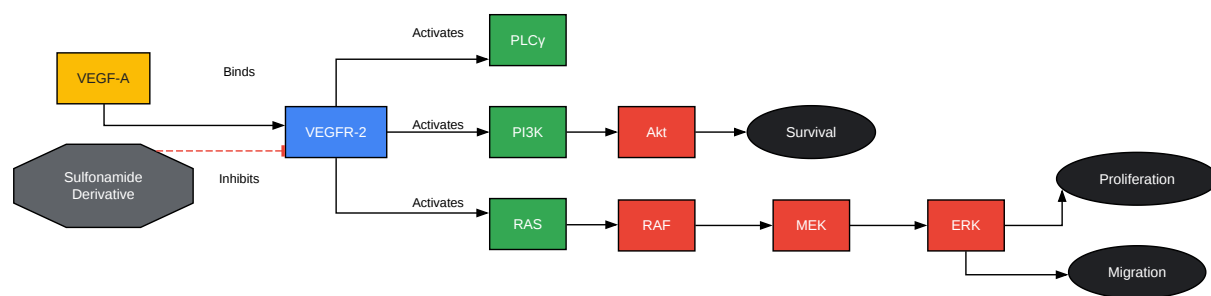 Activates
PLCγ
VEGF-A
Binds
VEGFR-2
Activates
PI3K
Akt
Survival
Sulfonamide
Derivative
Inhibits
Activates
RAS
RAF
MEK
ERK
Proliferation
Migration